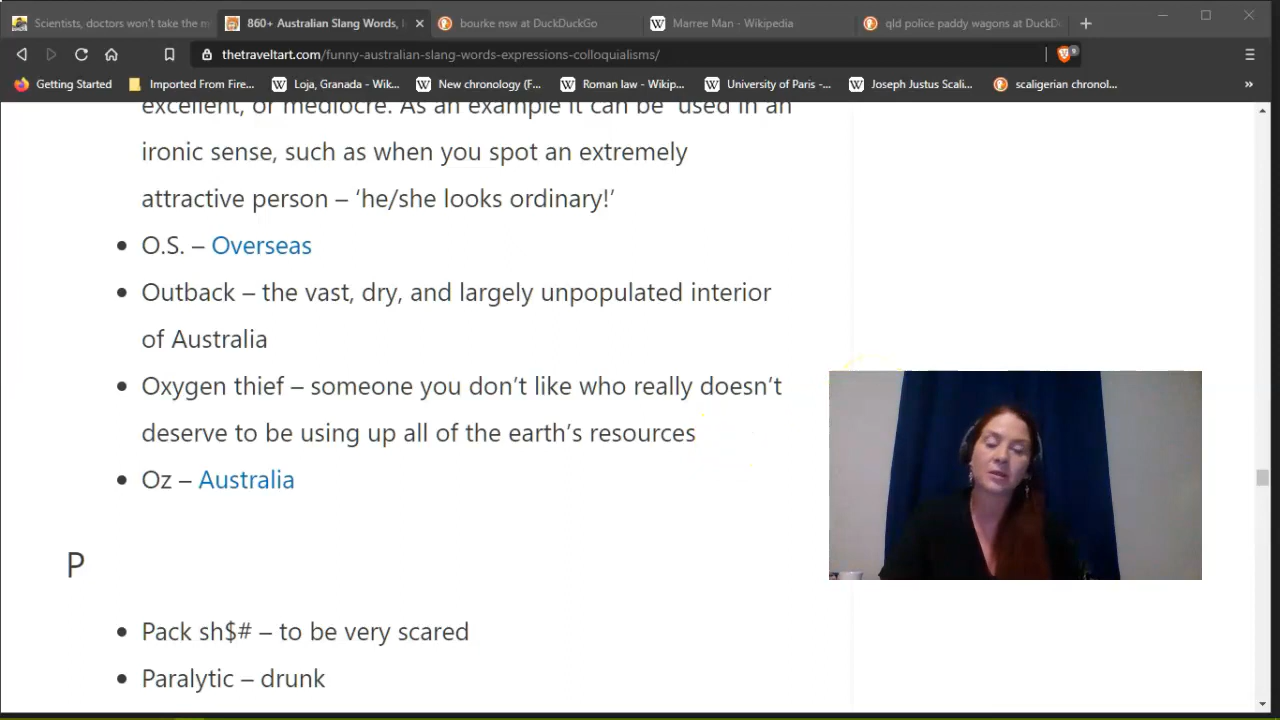 Scientists, doctors won't take the m
860+ Australian Slang Words,
bourke nsw at DuckDuckGo
Marree Man - Wikipedia
qld police paddy wagons at DuckD
thetraveltart.com/funny-australian-slang-words-expressions-colloquialisms/
9
Getting Started
Imported From Fire...
Loja, Granada - Wik...
New chronology (F...
Roman law - Wikip...
University of Paris -...
Joseph Justus Scali...
scaligerian chronol...
excellent, or mediocre. As an example it can be used in an
ironic sense, such as when you spot an extremely
attractive person – 'he/she looks ordinary!'
O.S. – Overseas
Outback – the vast, dry, and largely unpopulated interior
of Australia
Oxygen thief – someone you don't like who really doesn't
deserve to be using up all of the earth's resources
Oz – Australia
P
Pack sh$# – to be very scared
Paralytic – drunk